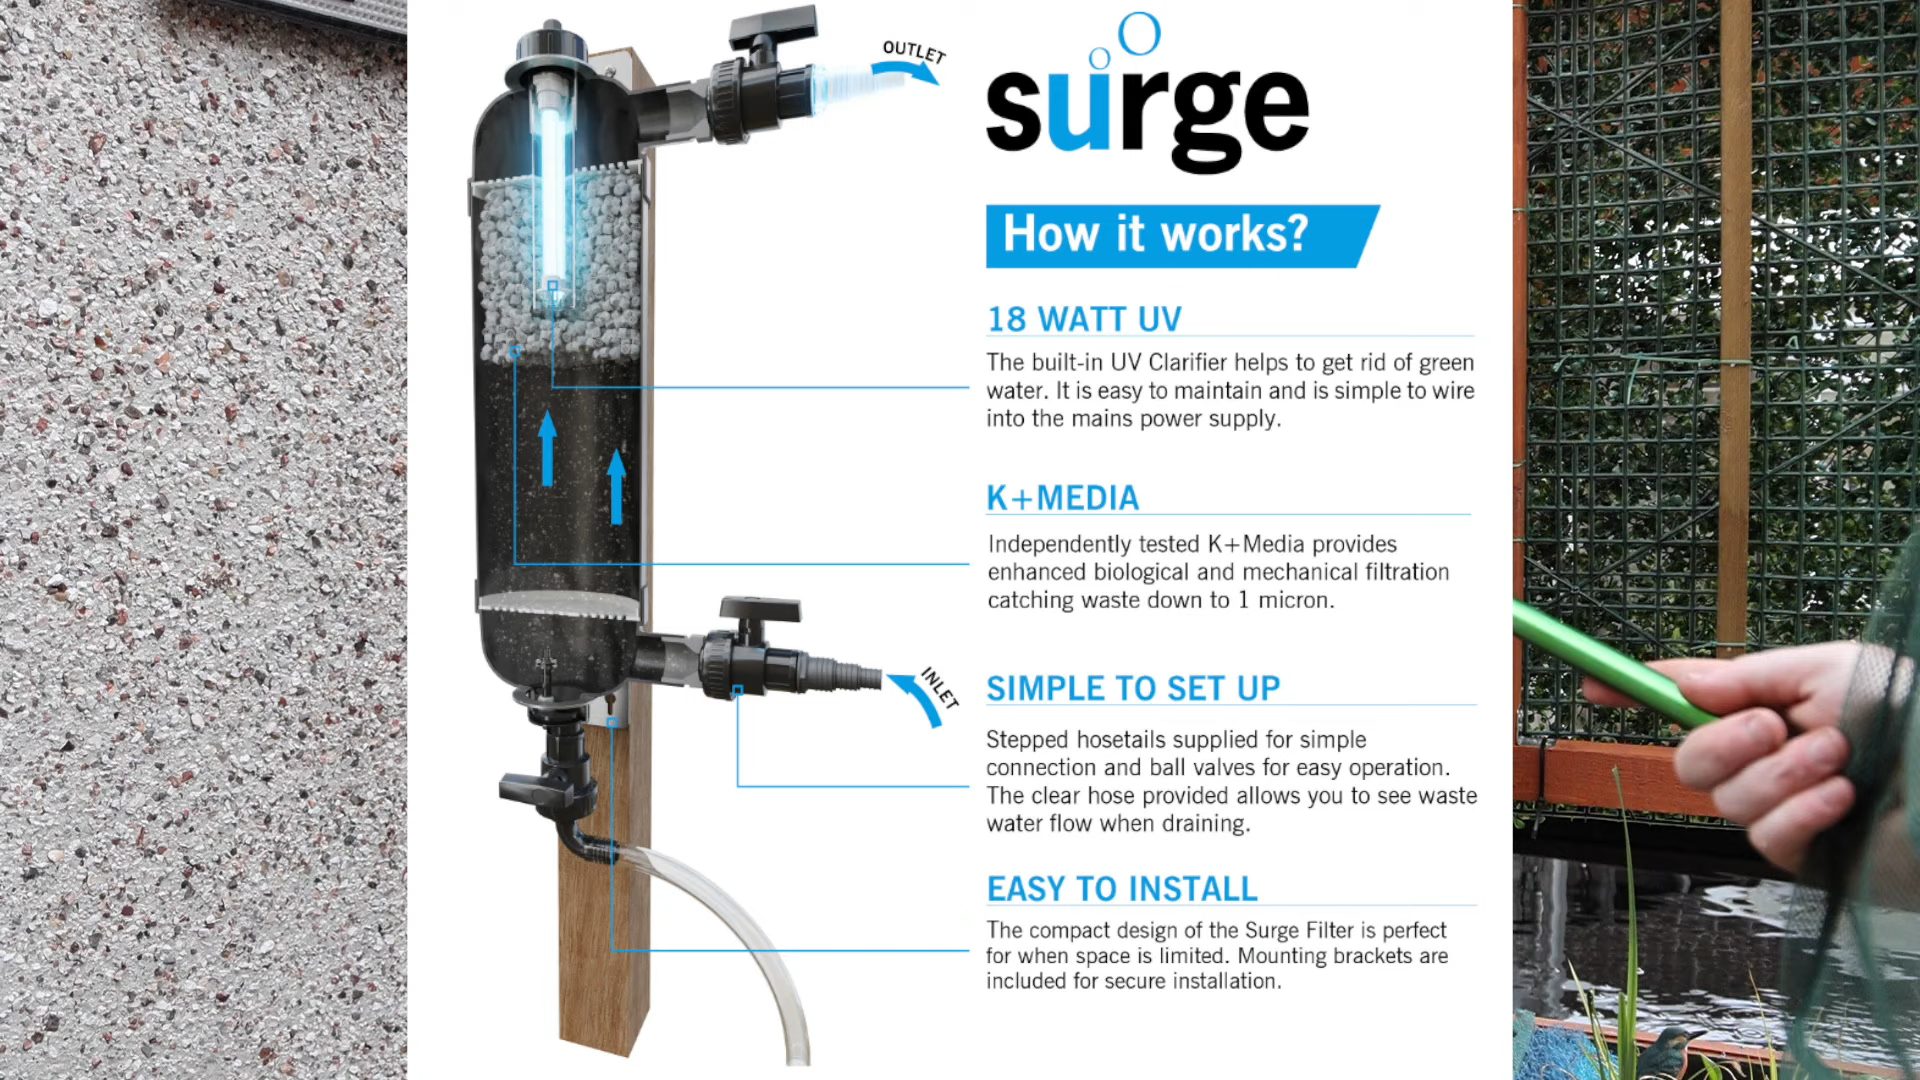 OUTLET
surge
How it works?
18 WATT UV
The built-in UV Clarifier helps to get rid of green
water. It is easy to maintain and is simple to wire
into the mains power supply.
K+MEDIA
Independently tested K+Media provides
enhanced biological and mechanical filtration
catching waste down to 1 micron.
INLET
SIMPLE TO SET UP
Stepped hosetails supplied for simple
connection and ball valves for easy operation.
The clear hose provided allows you to see waste
water flow when draining.
EASY TO INSTALL
The compact design of the Surge Filter is perfect
for when space is limited. Mounting brackets are
included for secure installation.